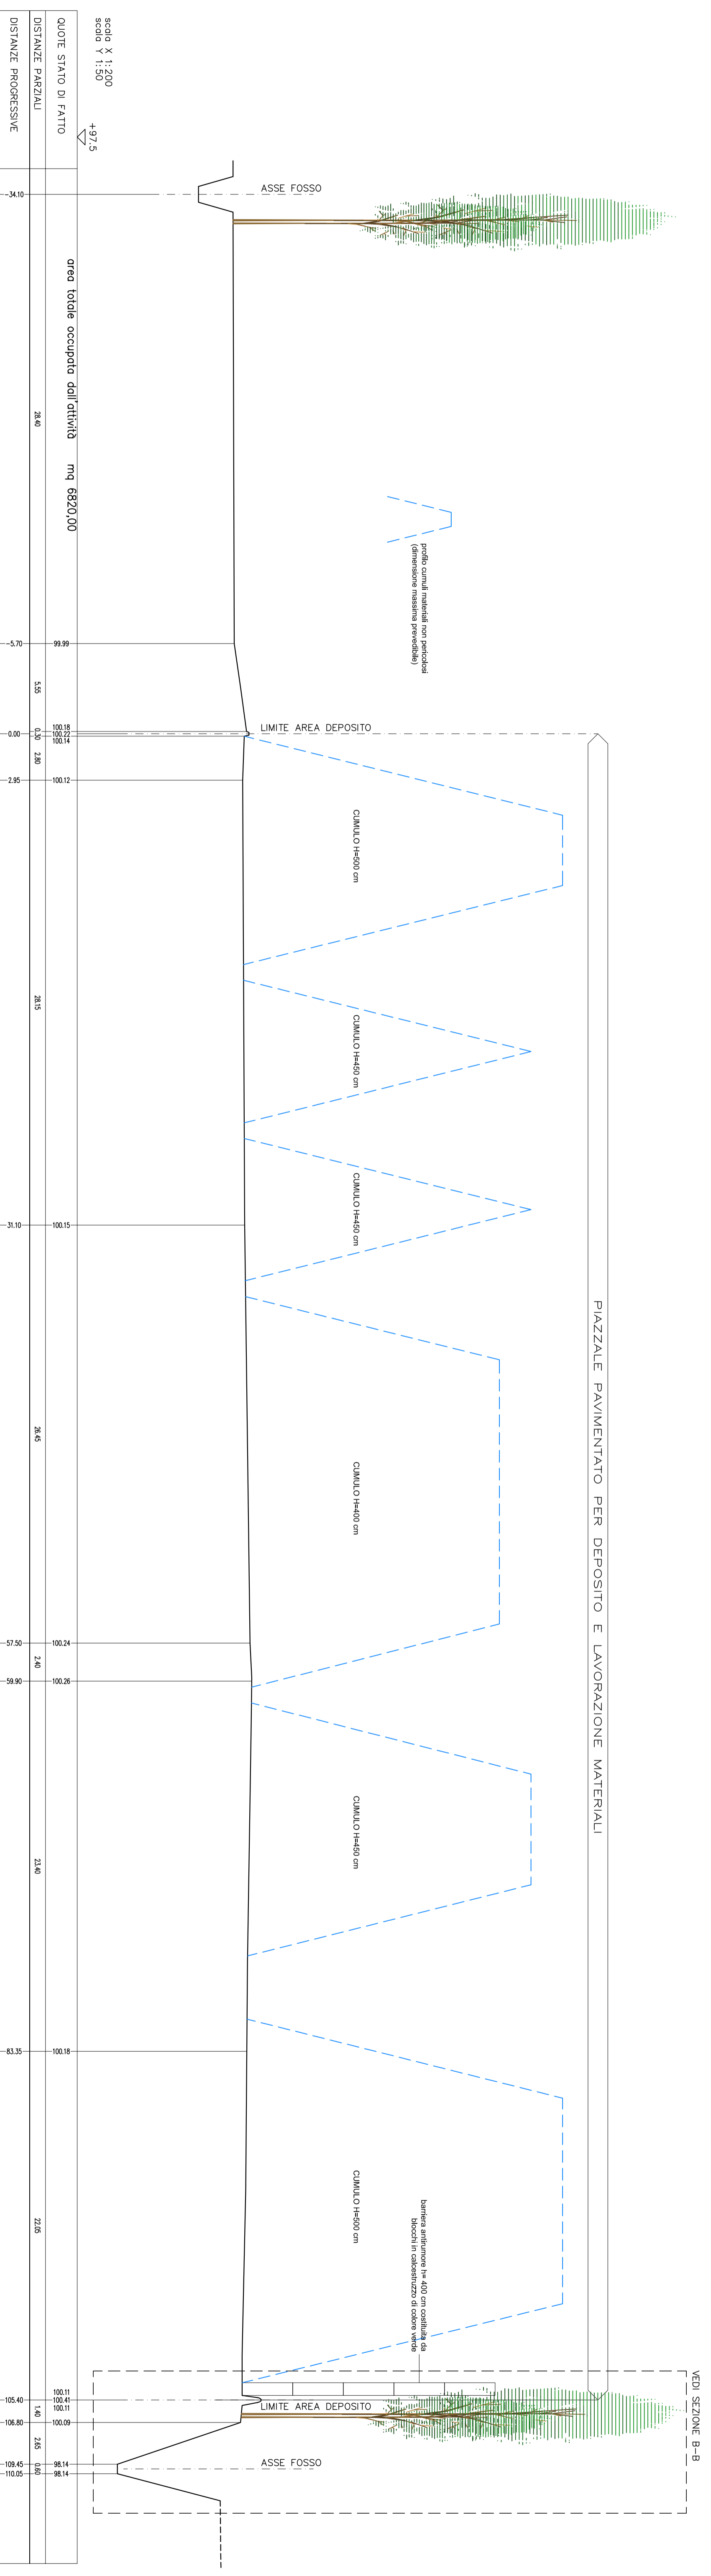 VEDI SEZIONE B-B
PIAZZALE PAVIMENTATO PER DEPOSITO E LAVORAZIONE MATERIALI
profilo cumuli materiali non pericolosi
(dimensione massima prevedibile)
barriera antirumore h= 400 cm costituita da
blocchi in calcestruzzo di colore verde
CUMULO H=500 cm
CUMULO H=450 cm
CUMULO H=450 cm
CUMULO H=400 cm
CUMULO H=450 cm
CUMULO H=500 cm
ASSE FOSSO
LIMITE AREA DEPOSITO
LIMITE AREA DEPOSITO
ASSE FOSSO
scala X 1:200
scala Y 1:50
+97.5
area totale occupata dall'attività mq 6820,00
QUOTE STATO DI FATTO
99.99 100.18 100.22 100.14 100.12 100.15 100.24 100.26 100.18 100.11 100.41 100.11 100.09 98.14 98.14
DISTANZE PARZIALI
28.40 5.55 0.30 2.80 28.15 26.45 2.40 23.40 22.05 1.40 2.65 0.60
DISTANZE PROGRESSIVE
-34.10 -5.70 0.00 2.95 31.10 57.50 59.90 83.35 105.40 106.80 109.45 110.05